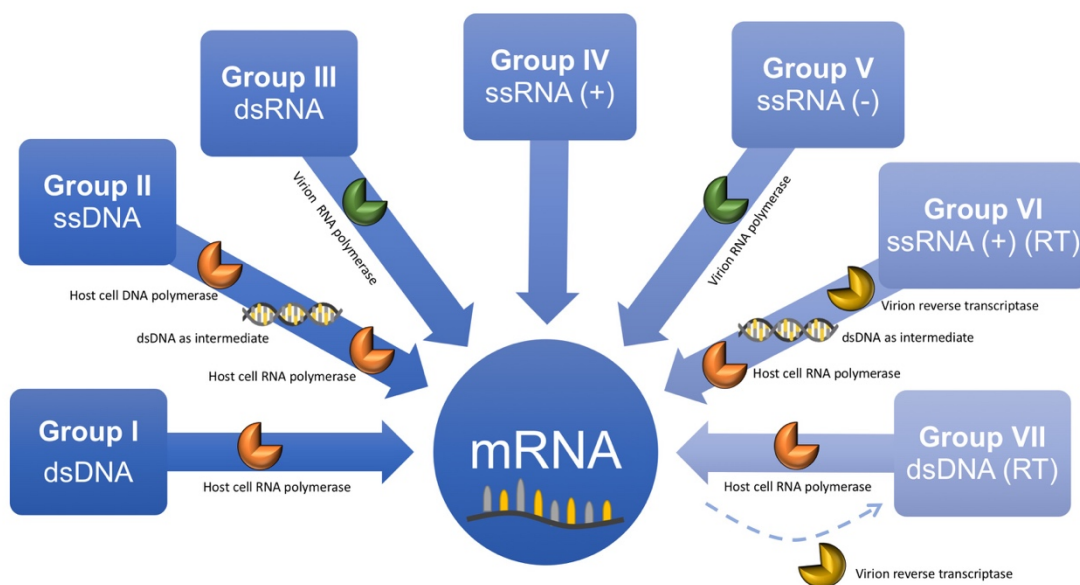 Group I
dsDNA
Host cell RNA polymerase
Group II
ssDNA
Host cell DNA polymerase
dsDNA as intermediate
Host cell RNA polymerase
Group III
dsRNA
Virion RNA polymerase
Group IV
ssRNA (+)
Group V
ssRNA (-)
Virion RNA polymerase
Group VI
ssRNA (+) (RT)
Virion reverse transcriptase
dsDNA as intermediate
Host cell RNA polymerase
Group VII
dsDNA (RT)
Host cell RNA polymerase
Virion reverse transcriptase
mRNA